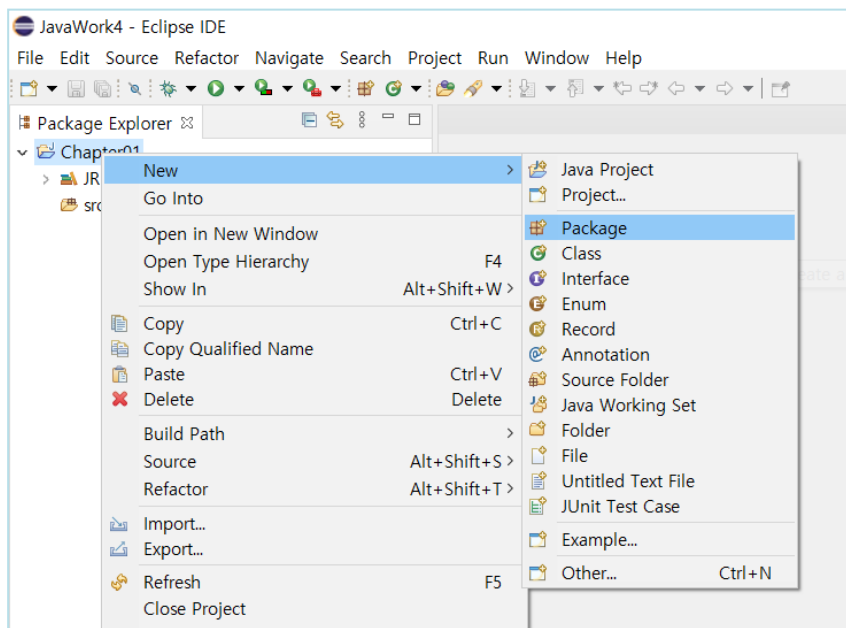 JavaWork4 - Eclipse IDE
File Edit Source Refactor Navigate Search Project Run Window Help
Package Explorer
Chapter01
JR
src
New
Go Into
Open in New Window
Open Type Hierarchy F4
Show In Alt+Shift+W >
Copy Ctrl+C
Copy Qualified Name
Paste Ctrl+V
Delete Delete
Build Path
Source Alt+Shift+S >
Refactor Alt+Shift+T >
Import...
Export...
Refresh F5
Close Project
Java Project
Project...
Package
Class
Interface
Enum
Record
Annotation
Source Folder
Java Working Set
Folder
File
Untitled Text File
JUnit Test Case
Example...
Other... Ctrl+N